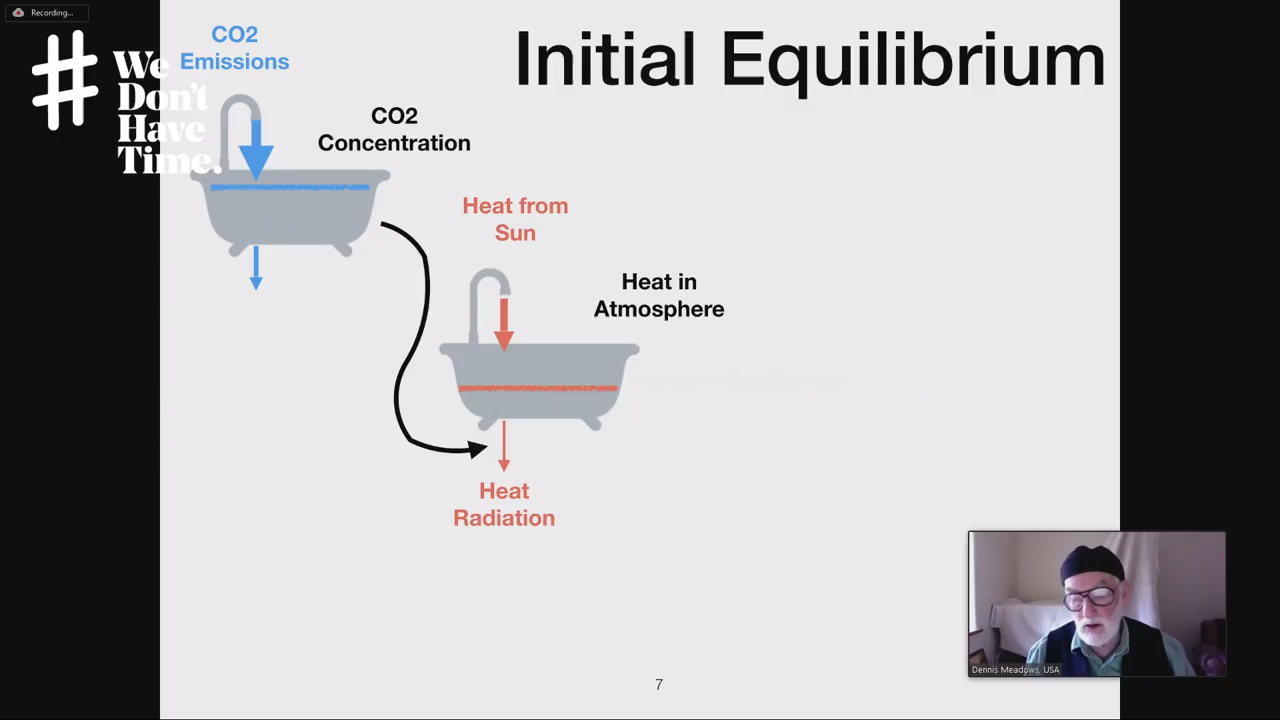 Recording...
We
Don't
Have
Time.
CO2
Emissions
Initial Equilibrium
CO2
Concentration
Heat from
Sun
Heat in
Atmosphere
Heat
Radiation
Dennis Meadows, USA
7